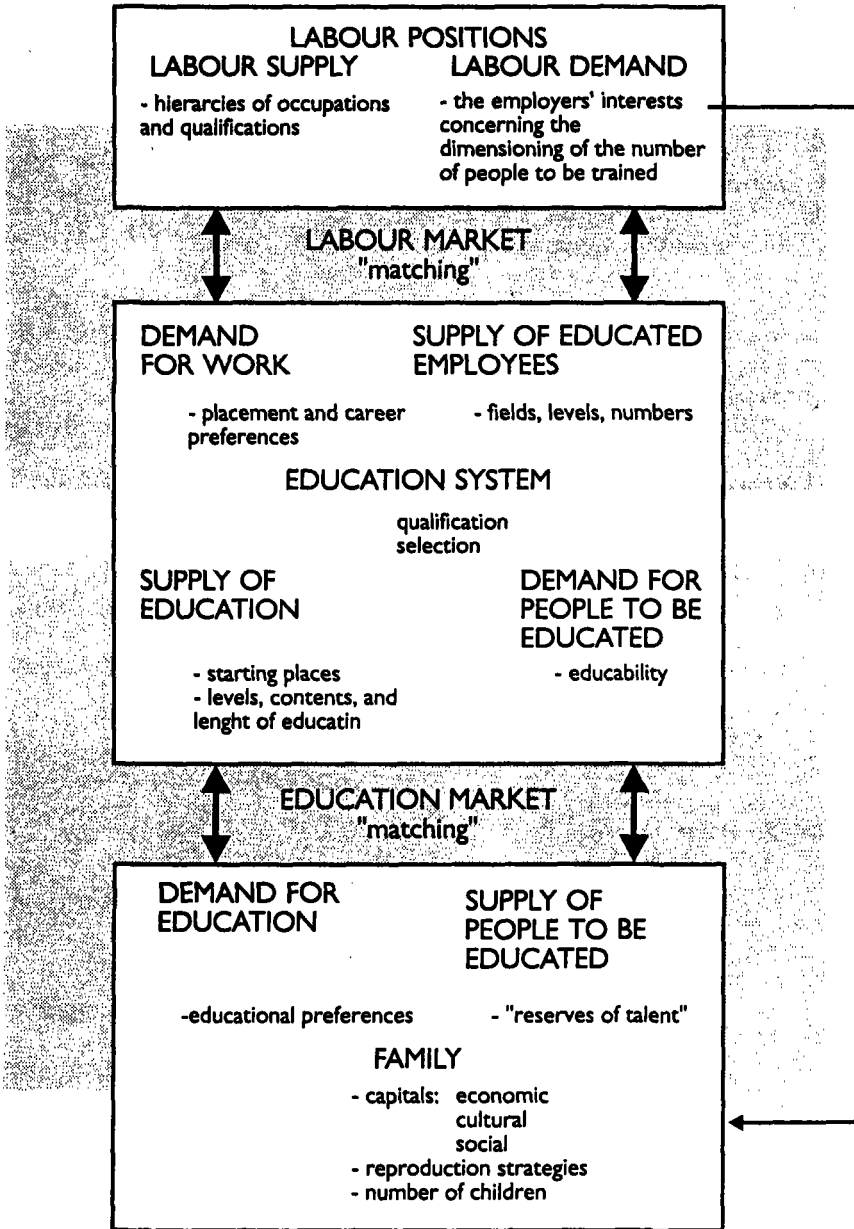 LABOUR POSITIONS
LABOUR SUPPLY
- hierarchies of occupations
and qualifications
LABOUR DEMAND
- the employers' interests
concerning the
dimensioning of the number
of people to be trained
LABOUR MARKET
"matching"
DEMAND
FOR WORK
- placement and career
preferences
SUPPLY OF EDUCATED
EMPLOYEES
- fields, levels, numbers
EDUCATION SYSTEM
qualification
selection
SUPPLY OF
EDUCATION
- starting places
- levels, contents, and
lenght of educatin
DEMAND FOR
PEOPLE TO BE
EDUCATED
- educability
EDUCATION MARKET
"matching"
DEMAND FOR
EDUCATION
-educational preferences
SUPPLY OF
PEOPLE TO BE
EDUCATED
- "reserves of talent"
FAMILY
- capitals: economic
cultural
social
- reproduction strategies
- number of children